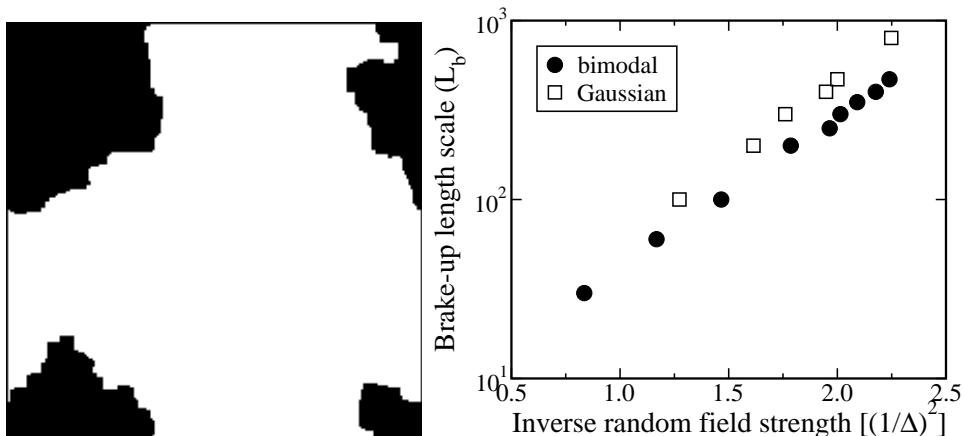 Brake-up length scale (L_b)
10^3
10^2
10^1
bimodal
Gaussian
0.5 1.0 1.5 2.0 2.5
Inverse random field strength [(1/Δ)^2]